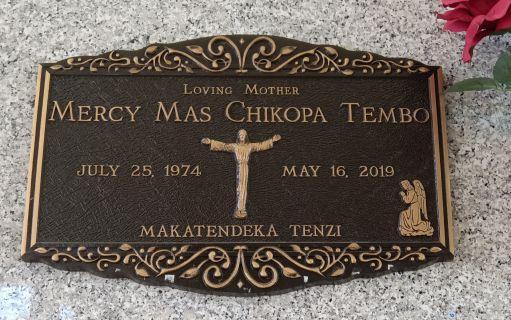 Loving Mother
Mercy Mas Chikopa Tembo
JULY 25, 1974 MAY 16, 2019
MAKATENDEKA TENZI